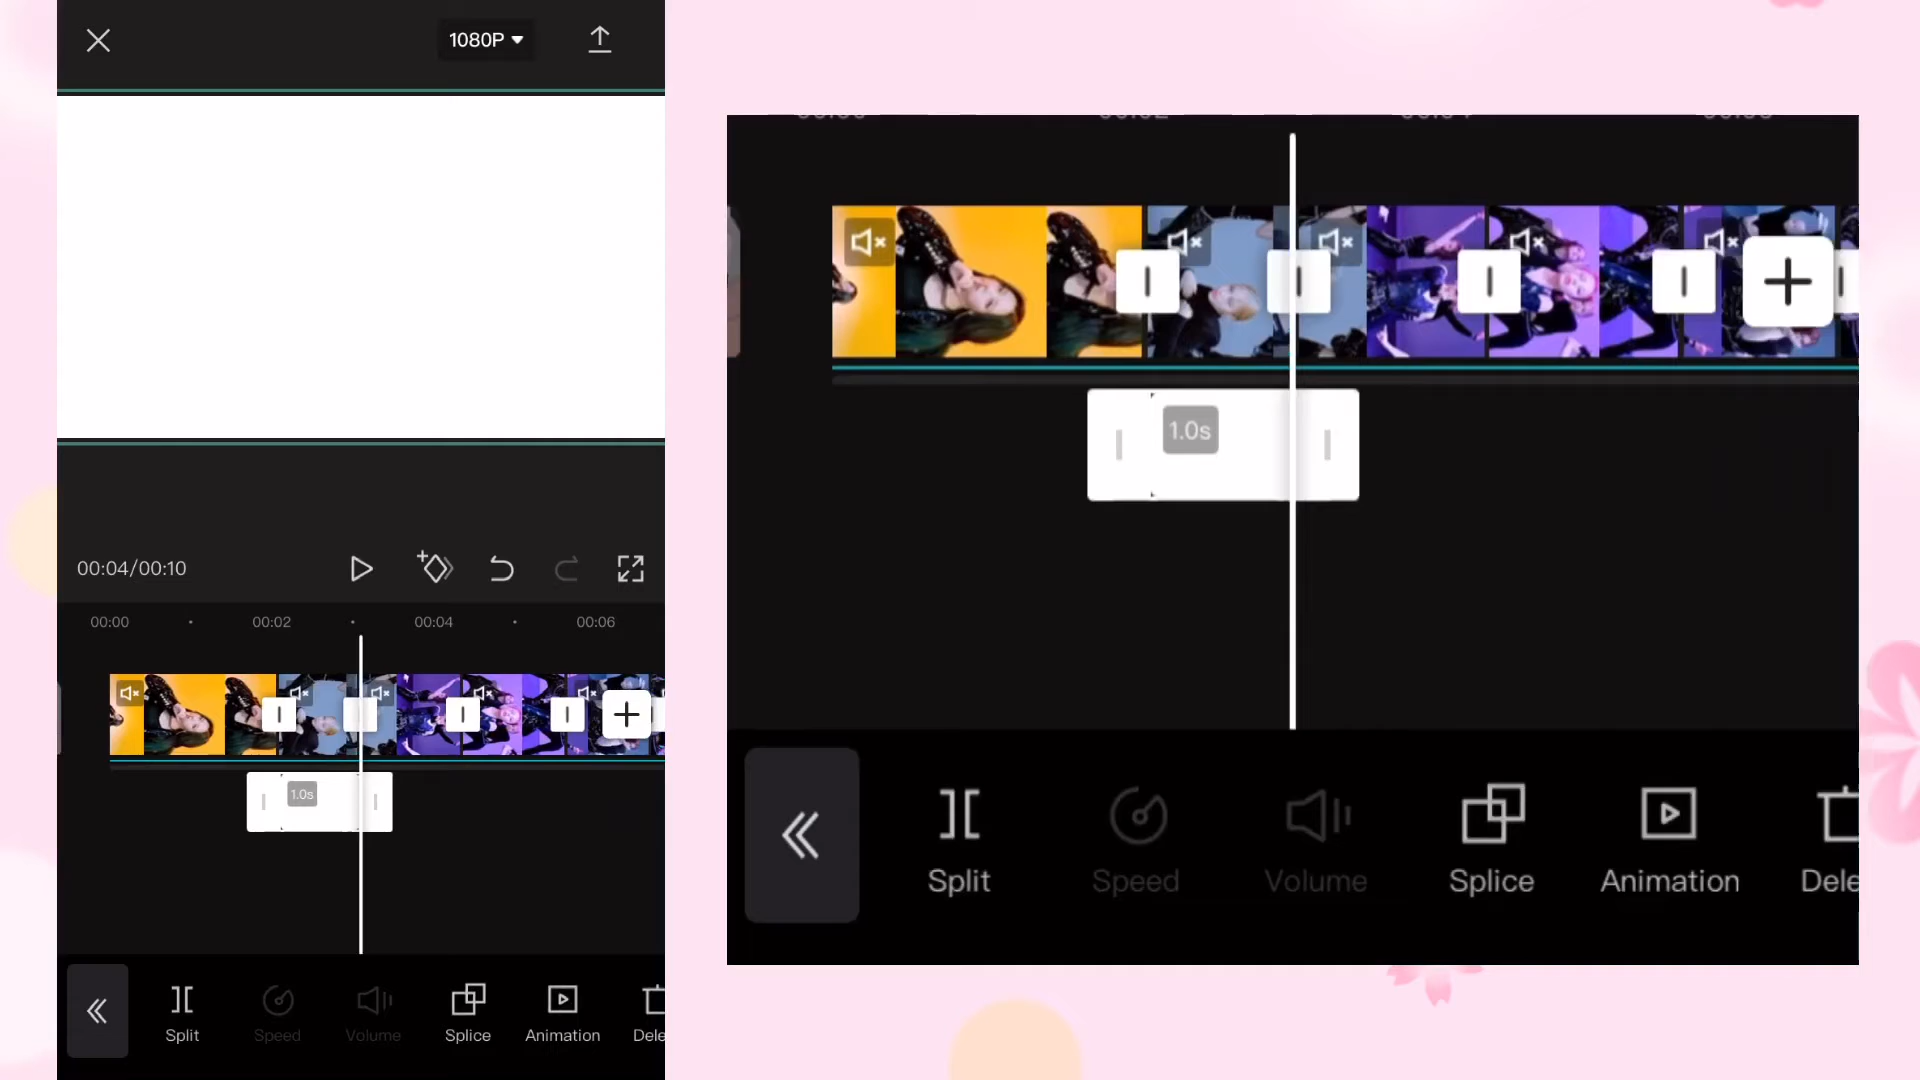 1080P
00:04/00:10
00:00 00:02 00:04 00:06
1.0s
Split Speed Volume Splice Animation Dele
1.0s
Split Speed Volume Splice Animation Dele